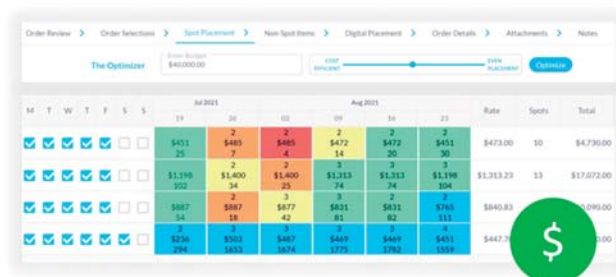 Order Review > Order Selections > Spot Placement > Non-Spot Items > Digital Placement > Order Details > Attachments > Notes
The Optimizer Enter Budget $40,000.00 COST EFFICIENT EVEN PLACEMENT Optimize
Jul 2021 Aug 2021
M T W T F S S 19 26 02 09 16 23 Rate Spots Total
2 2 2 2 2
$451 $485 $485 $472 $472 $451 $473.00 10 $4,730.00
25 7 4 14 20 30
2 2 3 3 3
$1,198 $1,400 $1,400 $1,313 $1,313 $1,198 $1,313.23 13 $17,072.00
102 34 25 74 74 104
2 3 3 2 2
$887 $887 $877 $831 $831 $765 $840.83 0,090.00
54 18 42 81 82 111
2 3 3 3 3 4
$236 $503 $487 $469 $469 $451 $447.7
294 1653 1674 1775 1782 1559
$